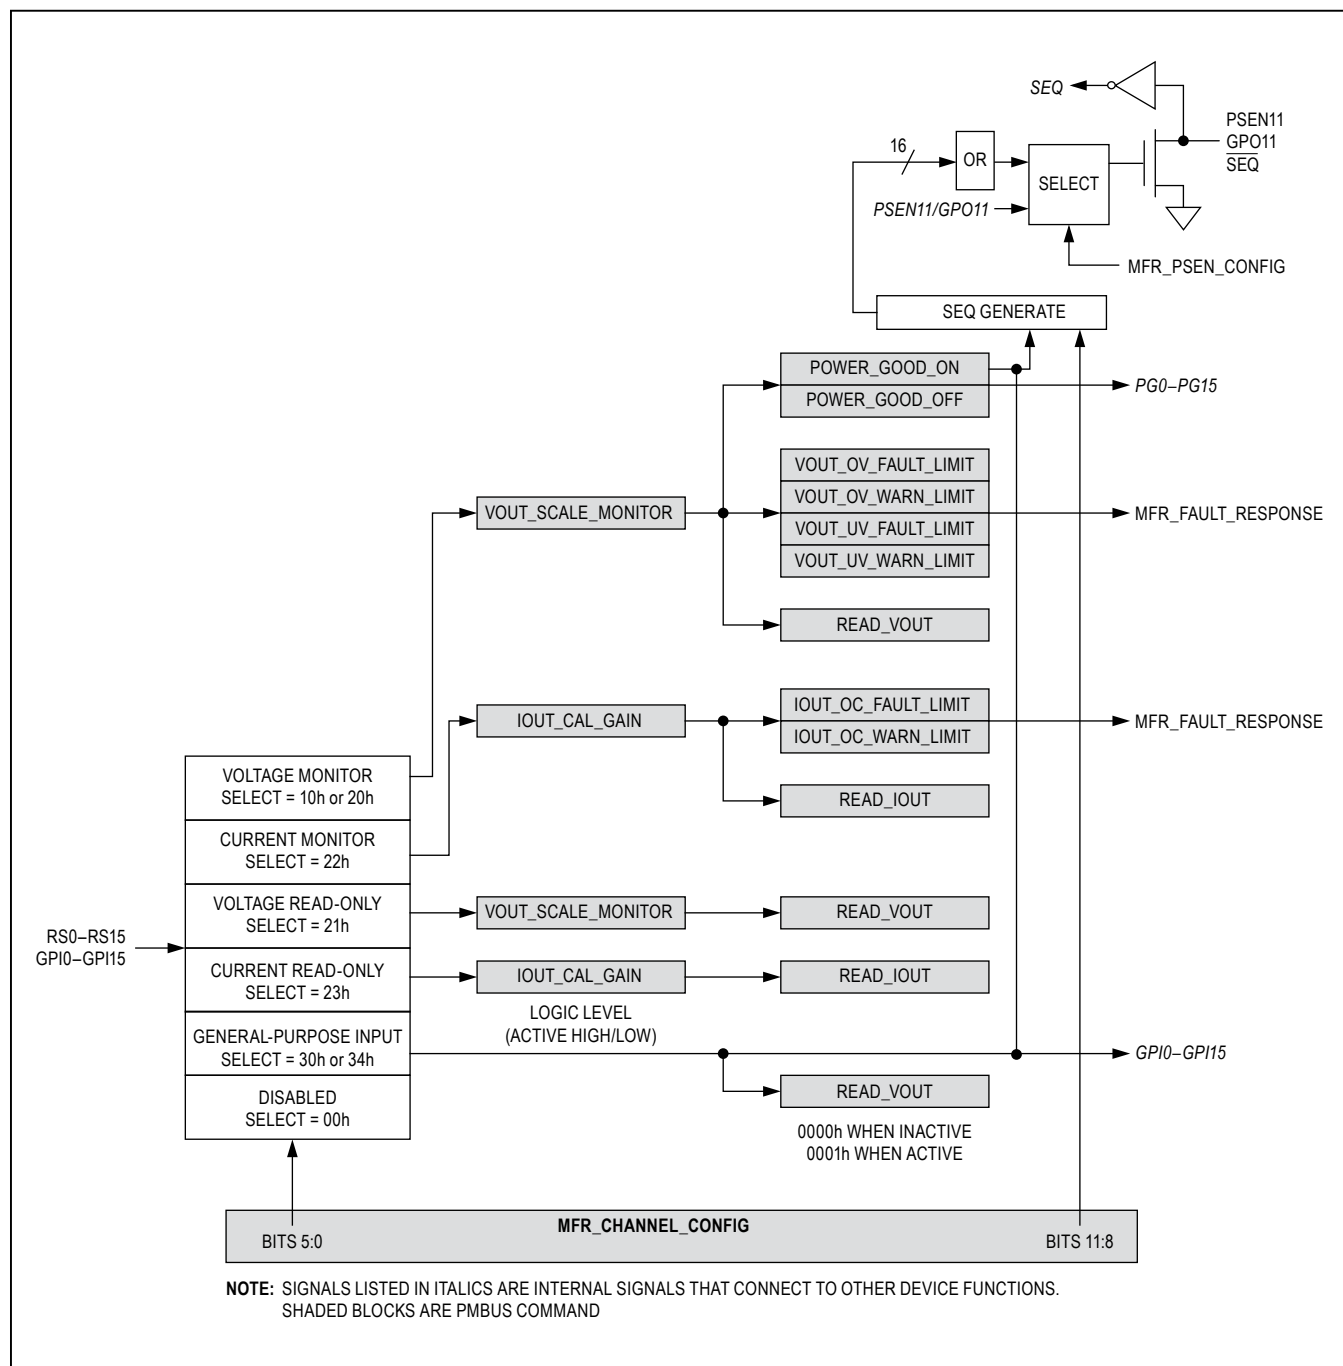 SEQ
PSEN11
GPO11
SEQ
16
OR
SELECT
PSEN11/GPO11
MFR_PSEN_CONFIG
SEQ GENERATE
POWER_GOOD_ON
POWER_GOOD_OFF
PG0–PG15
VOUT_OV_FAULT_LIMIT
VOUT_OV_WARN_LIMIT
VOUT_UV_FAULT_LIMIT
VOUT_UV_WARN_LIMIT
VOUT_SCALE_MONITOR
MFR_FAULT_RESPONSE
READ_VOUT
IOUT_CAL_GAIN
IOUT_OC_FAULT_LIMIT
IOUT_OC_WARN_LIMIT
MFR_FAULT_RESPONSE
READ_IOUT
VOLTAGE MONITOR
SELECT = 10h or 20h
CURRENT MONITOR
SELECT = 22h
VOLTAGE READ-ONLY
SELECT = 21h
VOUT_SCALE_MONITOR
READ_VOUT
RS0–RS15
GPI0–GPI15
CURRENT READ-ONLY
SELECT = 23h
IOUT_CAL_GAIN
READ_IOUT
LOGIC LEVEL
(ACTIVE HIGH/LOW)
GENERAL-PURPOSE INPUT
SELECT = 30h or 34h
GPI0–GPI15
DISABLED
SELECT = 00h
READ_VOUT
0000h WHEN INACTIVE
0001h WHEN ACTIVE
MFR_CHANNEL_CONFIG
BITS 5:0
BITS 11:8
NOTE: SIGNALS LISTED IN ITALICS ARE INTERNAL SIGNALS THAT CONNECT TO OTHER DEVICE FUNCTIONS.
SHADED BLOCKS ARE PMBUS COMMAND